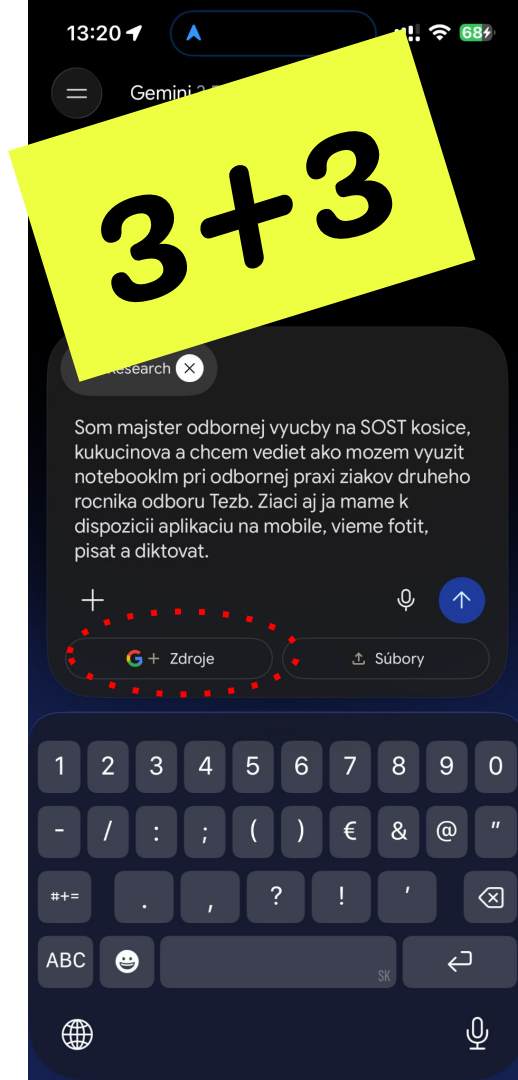 13:20
68
Gemini
3+3
search
Som majster odbornej vyucby na SOST kosice,
kukucinova a chcem vediet ako mozem vyuzit
notebooklm pri odbornej praxi ziakov druheho
rocnika odboru Tezb. Ziaci aj ja mame k
dispozicii aplikaciu na mobile, vieme fotit,
pisat a diktovat.
G + Zdroje
Súbory
1 2 3 4 5 6 7 8 9 0
- / : ; ( ) € & @ "
#+= . , ? ! '
ABC
SK